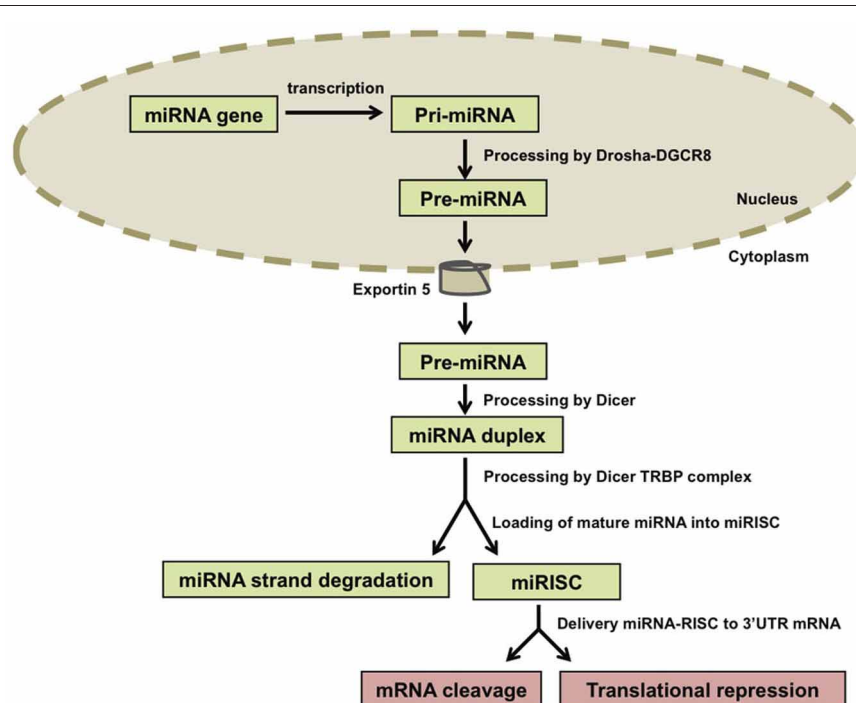 transcription
miRNA gene
Pri-miRNA
Processing by Drosha-DGCR8
Pre-miRNA
Nucleus
Cytoplasm
Exportin 5
Pre-miRNA
Processing by Dicer
miRNA duplex
Processing by Dicer TRBP complex
Loading of mature miRNA into miRISC
miRNA strand degradation
miRISC
Delivery miRNA-RISC to 3’UTR mRNA
mRNA cleavage
Translational repression